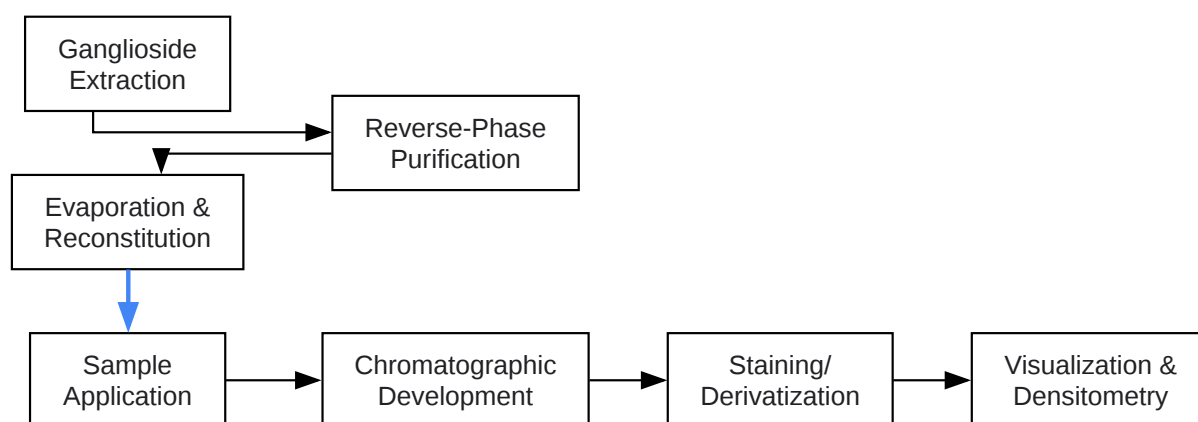 Ganglioside
Extraction
Reverse-Phase
Purification
Evaporation &
Reconstitution
Sample
Application
Chromatographic
Development
Staining/
Derivatization
Visualization &
Densitometry